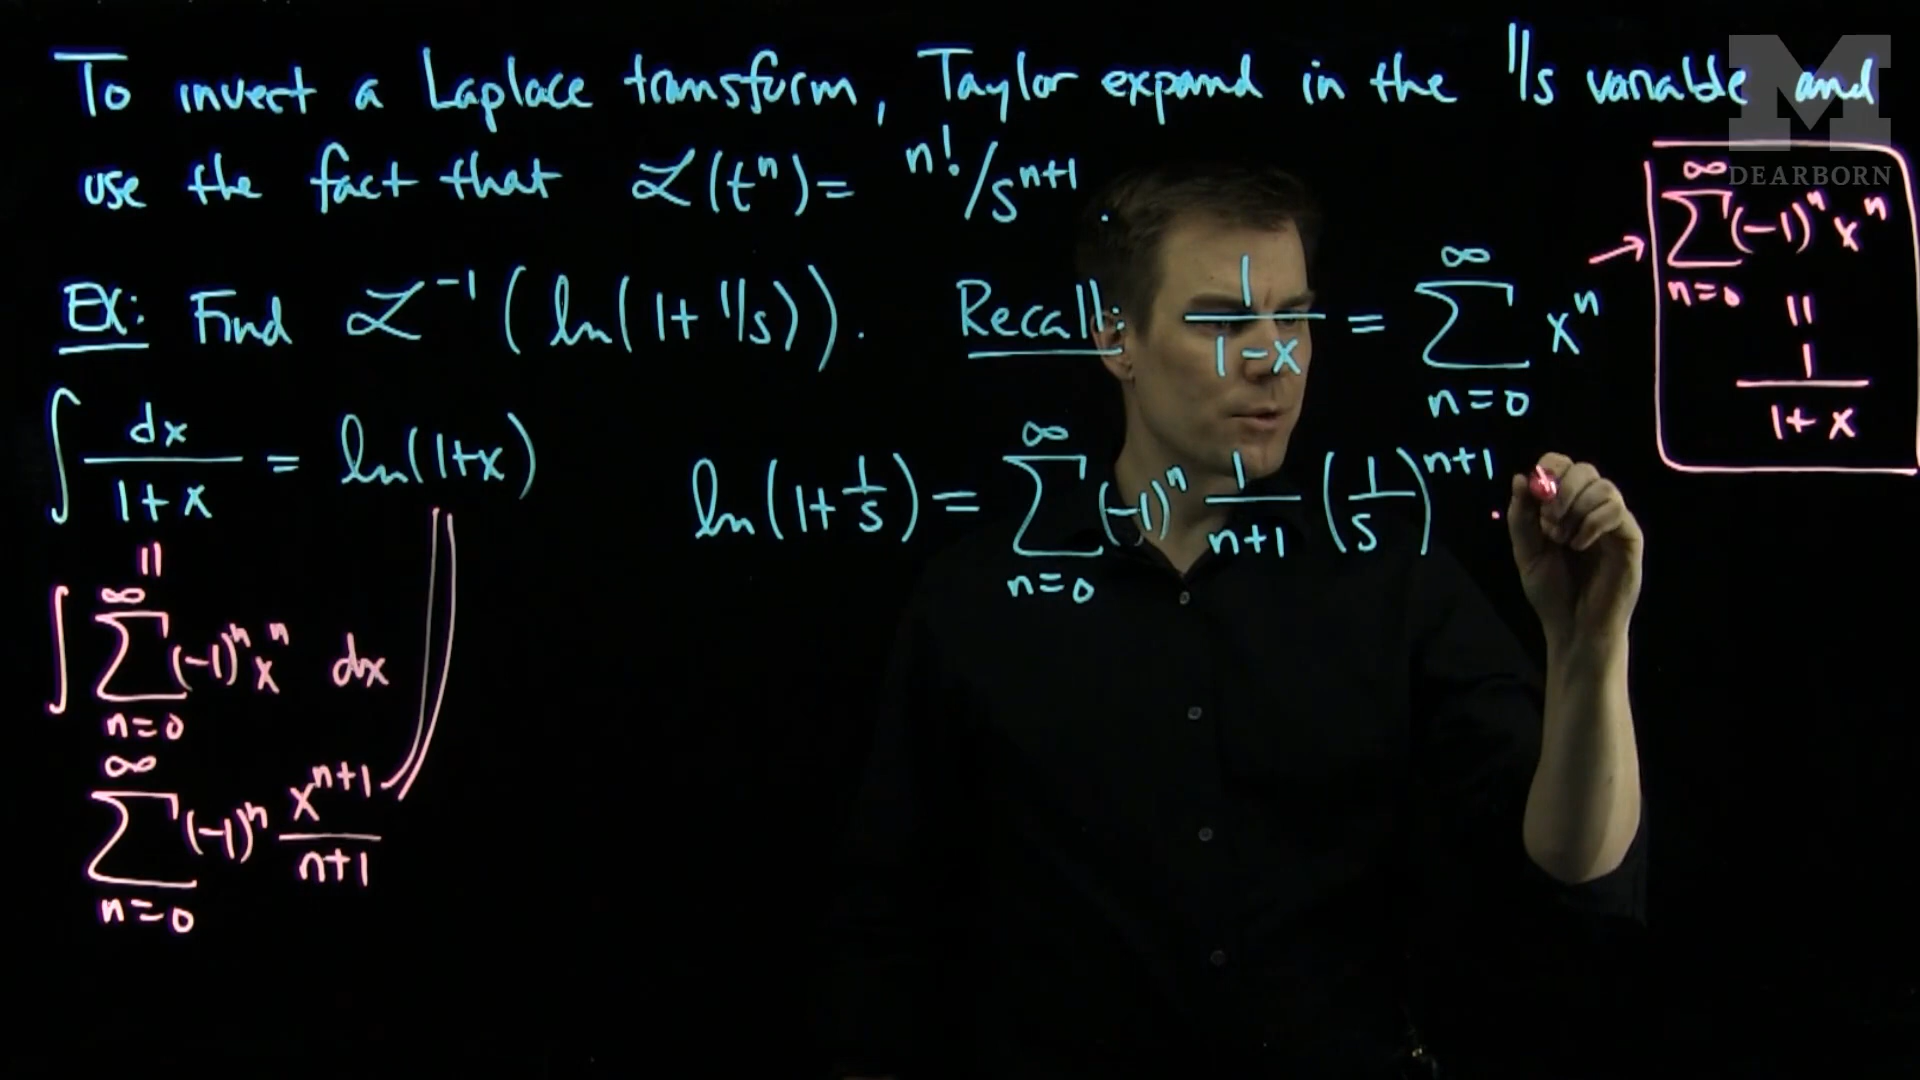 To invert a Laplace transform, Taylor expand in the 1/s variable and
use the fact that ℒ(tⁿ) = n!/sⁿ⁺¹.
M
DEARBORN
Ex: Find ℒ⁻¹(ln(1+1/s)). Recall: 1/(1-x) = ∑_{n=0}^{∞} xⁿ →
∑_{n=0}^{∞} (-1)ⁿ xⁿ
=
1/(1+x)
∫ dx/(1+x) = ln(1+x)
ln(1+1/s) = ∑_{n=0}^{∞} (-1)ⁿ 1/(n+1) (1/s)ⁿ⁺¹ .
=
∫ ∑_{n=0}^{∞} (-1)ⁿ xⁿ dx
∑_{n=0}^{∞} (-1)ⁿ xⁿ⁺¹/(n+1)